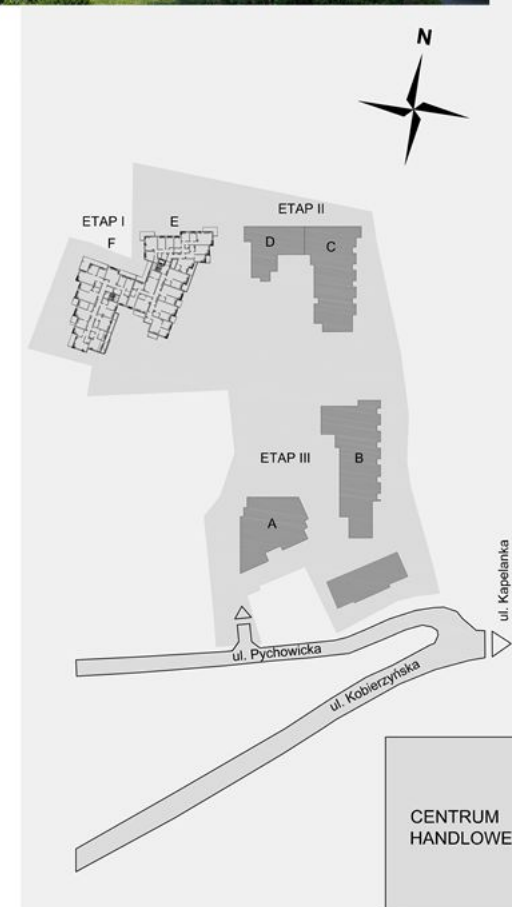 N
ETAP II
ETAP I
E
F
D
C
ETAP III
B
A
ul. Kapelanka
ul. Pychowicka
ul. Kobierzyńska
CENTRUM
HANDLOWE